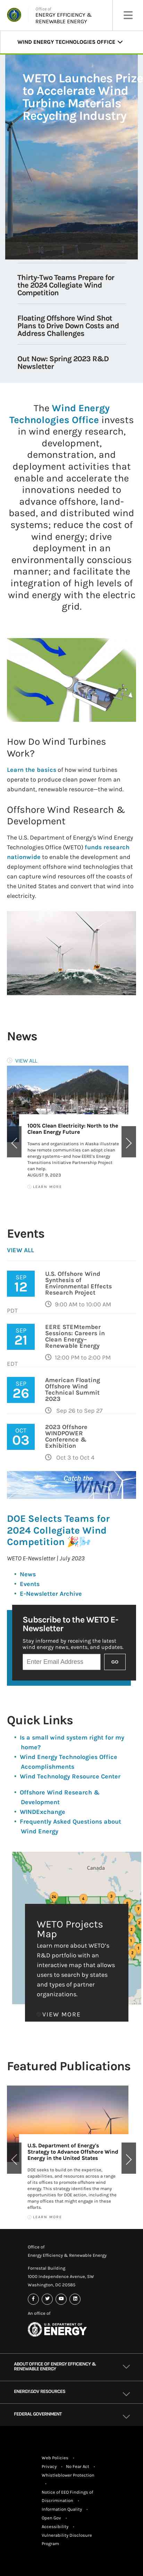 Office of
ENERGY EFFICIENCY &
RENEWABLE ENERGY
WIND ENERGY TECHNOLOGIES OFFICE
WETO Launches Prize
to Accelerate Wind
Turbine Materials
Recycling Industry
Thirty-Two Teams Prepare for
the 2024 Collegiate Wind
Competition
Floating Offshore Wind Shot
Plans to Drive Down Costs and
Address Challenges
Out Now: Spring 2023 R&D
Newsletter
The Wind Energy
Technologies Office invests
in wind energy research,
development,
demonstration, and
deployment activities that
enable and accelerate the
innovations needed to
advance offshore, land-
based, and distributed wind
systems; reduce the cost of
wind energy; drive
deployment in an
environmentally conscious
manner; and facilitate the
integration of high levels of
wind energy with the electric
grid.
How Do Wind Turbines
Work?
Learn the basics of how wind turbines
operate to produce clean power from an
abundant, renewable resource—the wind.
Offshore Wind Research &
Development
The U.S. Department of Energy's Wind Energy
Technologies Office (WETO) funds research
nationwide to enable the development and
deployment offshore wind technologies that
can capture wind resources off the coasts of
the United States and convert that wind into
electricity.
News
VIEW ALL
100% Clean Electricity: North to the
Clean Energy Future
Towns and organizations in Alaska illustrate
how remote communities can adopt clean
energy systems—and how EERE's Energy
Transitions Initiative Partnership Project
can help.
AUGUST 9, 2023
LEARN MORE
Events
VIEW ALL
SEP
12
U.S. Offshore Wind
Synthesis of
Environmental Effects
Research Project
9:00 AM to 10:00 AM
PDT
SEP
21
EERE STEMtember
Sessions: Careers in
Clean Energy–
Renewable Energy
12:00 PM to 2:00 PM
EDT
SEP
26
American Floating
Offshore Wind
Technical Summit
2023
Sep 26 to Sep 27
OCT
03
2023 Offshore
WINDPOWER
Conference &
Exhibition
Oct 3 to Oct 4
Catch the
WIND
DOE Selects Teams for
2024 Collegiate Wind
Competition 🎉🌬️
WETO E-Newsletter | July 2023
• News
• Events
• E-Newsletter Archive
Subscribe to the WETO E-
Newsletter
Stay informed by receiving the latest
wind energy news, events, and updates.
Enter Email Address
GO
Quick Links
• Is a small wind system right for my
home?
• Wind Energy Technologies Office
Accomplishments
• Wind Technology Resource Center
• Offshore Wind Research &
Development
• WINDExchange
• Frequently Asked Questions about
Wind Energy
Canada
WETO Projects
Map
Learn more about WETO's
R&D portfolio with an
interactive map that allows
users to search by states
and types of partner
organizations.
VIEW MORE
Featured Publications
U.S. Department of Energy's
Strategy to Advance Offshore Wind
Energy in the United States
DOE seeks to build on the expertise,
capabilities, and resources across a range
of its offices to promote offshore wind
energy. This strategy identifies the many
opportunities for DOE action, including the
many offices that might engage in these
efforts.
LEARN MORE
Office of
Energy Efficiency & Renewable Energy
Forrestal Building
1000 Independence Avenue, SW
Washington, DC 20585
An office of
U.S. DEPARTMENT OF
ENERGY
ABOUT OFFICE OF ENERGY EFFICIENCY &
RENEWABLE ENERGY
ENERGY.GOV RESOURCES
FEDERAL GOVERNMENT
Web Policies •
Privacy • No Fear Act •
Whistleblower Protection
•
Notice of EEO Findings of
Discrimination •
Information Quality •
Open Gov •
Accessibility •
Vulnerability Disclosure
Program